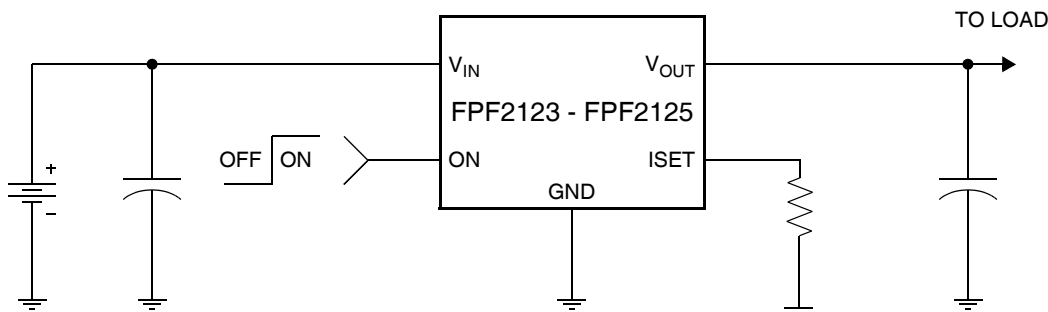 TO LOAD
VIN
VOUT
FPF2123 - FPF2125
OFF
ON
ON
ISET
GND
+
–